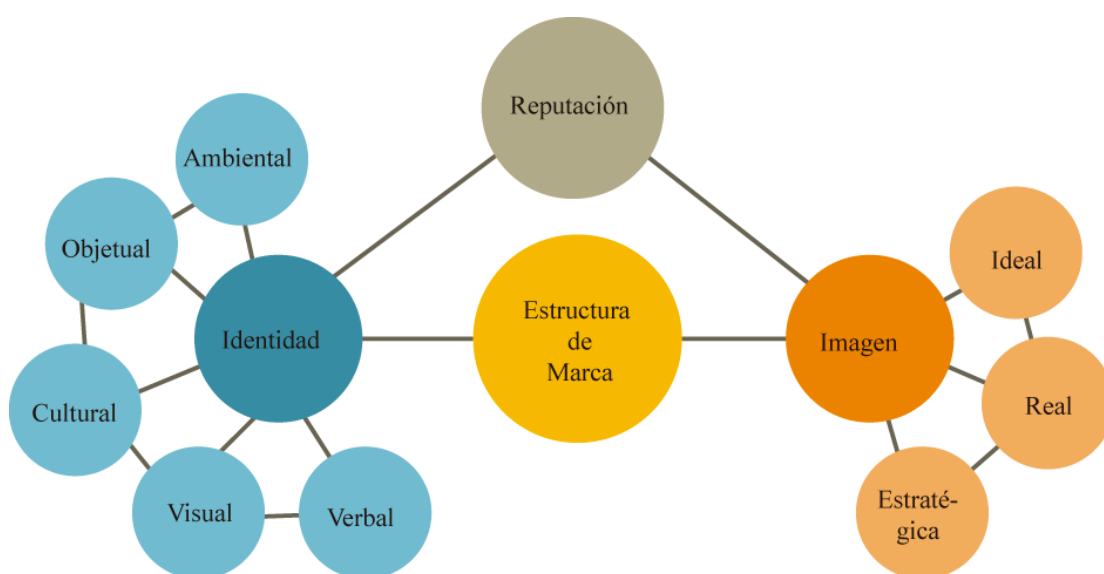 Reputación
Ambiental
Objetual
Ideal
Identidad
Estructura
de
Marca
Imagen
Cultural
Real
Visual
Verbal
Estraté-
gica